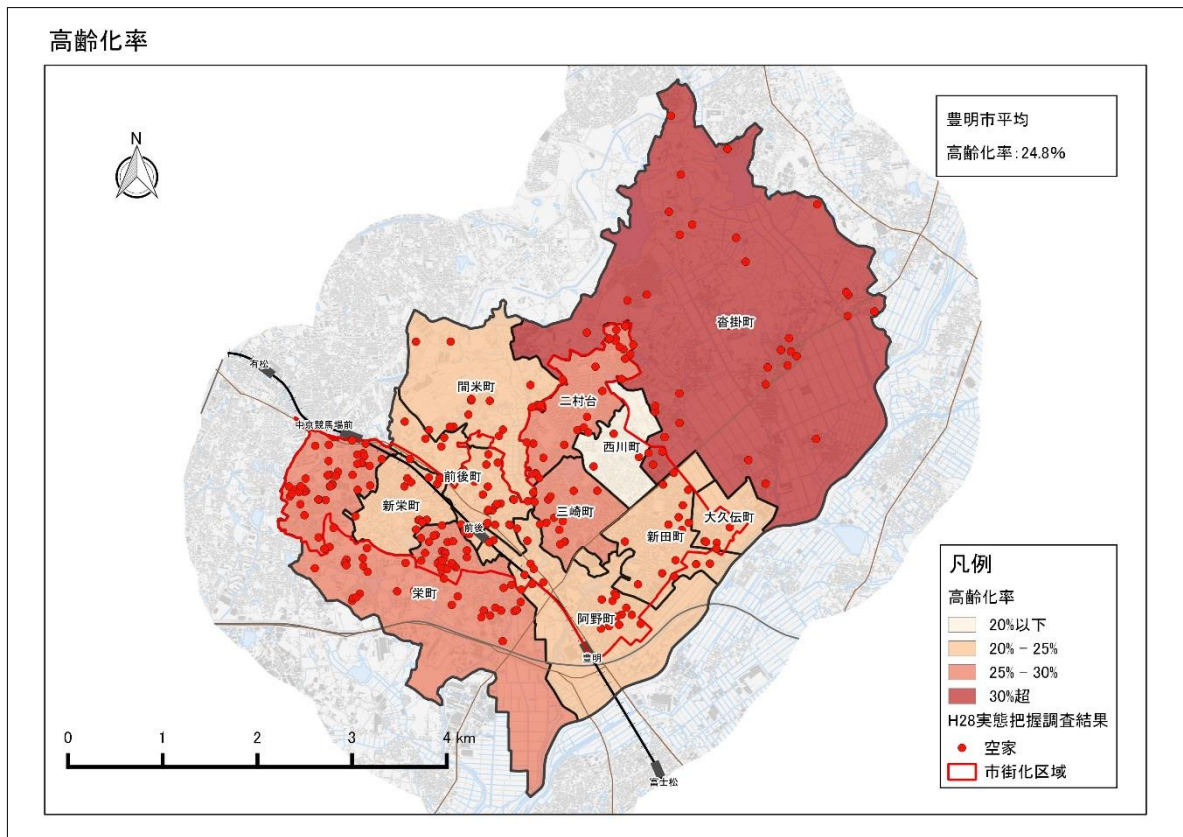 高齢化率
豊明市平均
高齢化率:24.8%
N
沓掛町
有松
間米町
二村台
中京競馬場前
西川町
前後町
新栄町
三崎町
大久伝町
前後
新田町
栄町
阿野町
豊明
富士松
0 1 2 3 4 km
凡例
高齢化率
20%以下
20% - 25%
25% - 30%
30%超
H28実態把握調査結果
空家
市街化区域